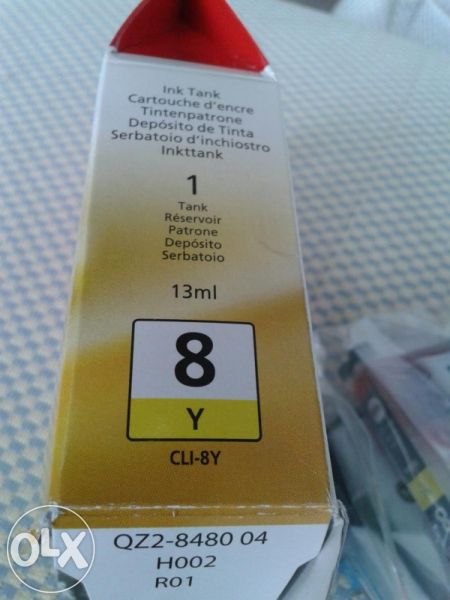 Ink Tank
Cartouche d'encre
Tintenpatrone
Depósito de Tinta
Serbatoio d'inchiostro
Inkttank
1
Tank
Réservoir
Patrone
Depósito
Serbatoio
13ml
8
Y
CLI-8Y
QZ2-8480 04
H002
R01
OLX